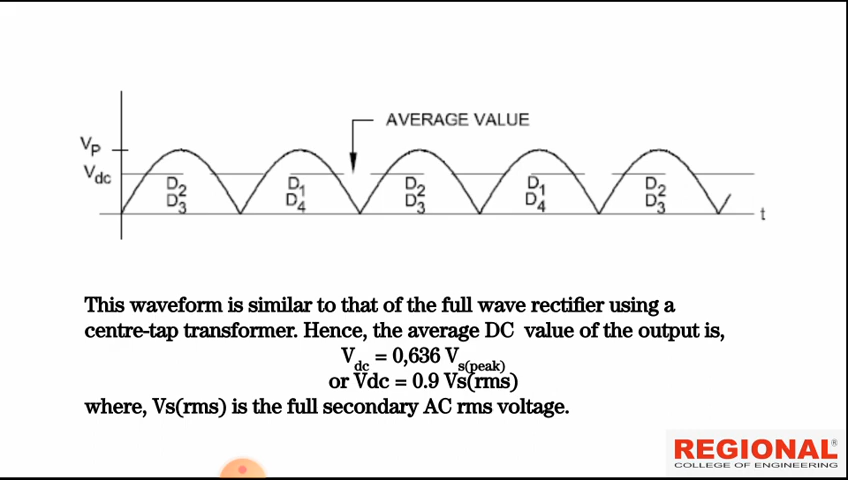 AVERAGE VALUE
Vp
Vdc
D2 D1 D2 D1 D2
D3 D4 D3 D4 D3
t
This waveform is similar to that of the full wave rectifier using a
centre-tap transformer. Hence, the average DC value of the output is,
Vdc = 0,636 Vs(peak)
or Vdc = 0.9 Vs(rms)
where, Vs(rms) is the full secondary AC rms voltage.
REGIONAL®
COLLEGE OF ENGINEERING